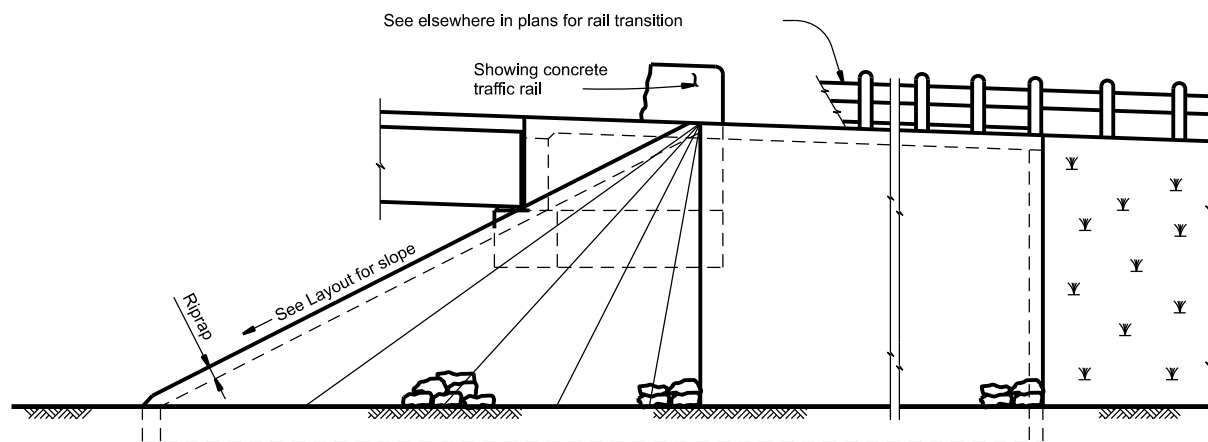 See elsewhere in plans for rail transition
Showing concrete
traffic rail
See Layout for slope
Riprap